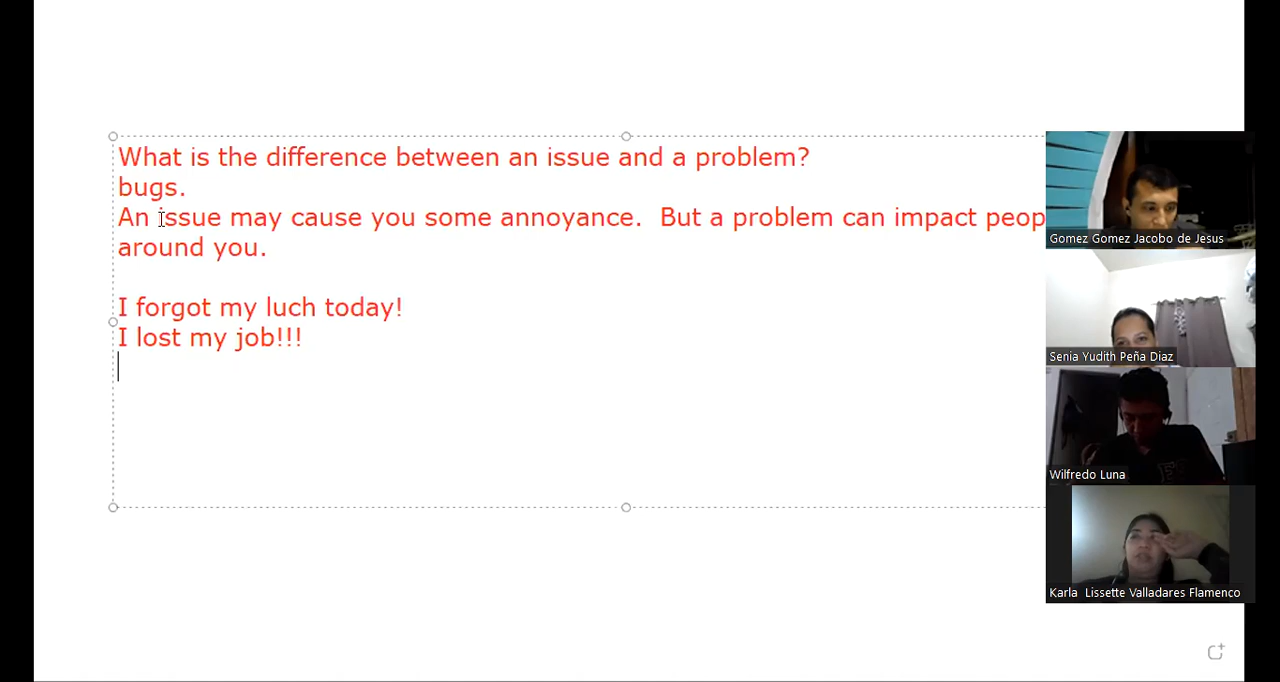 What is the difference between an issue and a problem?
bugs.
An issue may cause you some annoyance.  But a problem can impact peop
around you.
I forgot my luch today!
I lost my job!!!
Gomez Gomez Jacobo de Jesus
Senia Yudith Peña Diaz
Wilfredo Luna
Karla  Lissette Valladares Flamenco